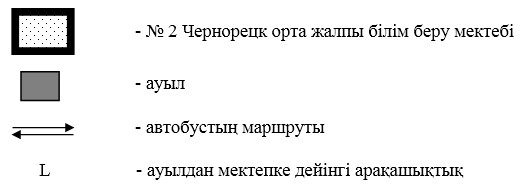 - № 2 Чернорецк орта жалпы білім беру мектебі
- ауыл
- автобустың маршруты
L - ауылдан мектепке дейінгі арақашықтық